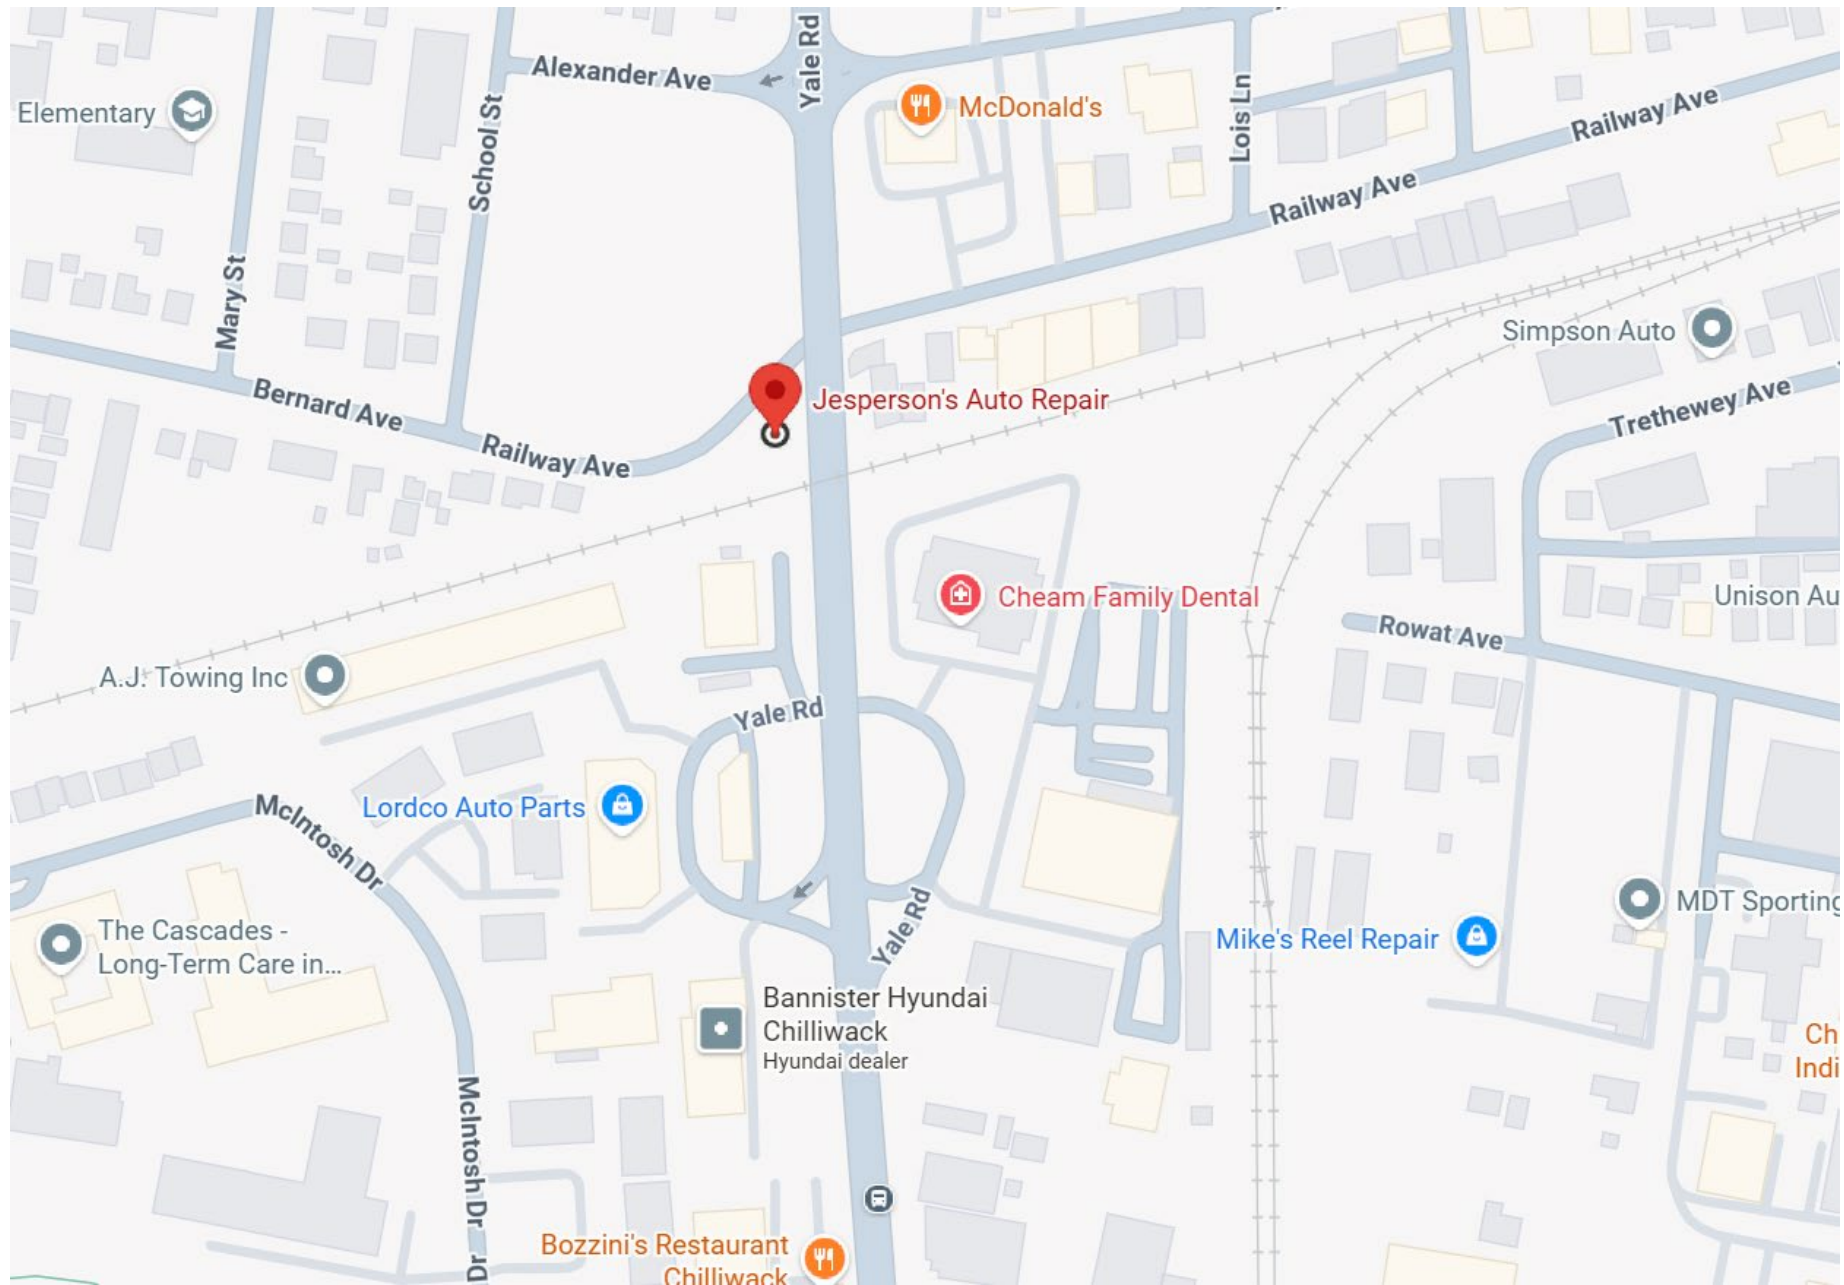 Yale Rd
Alexander Ave
Elementary
McDonald's
Lois Ln
Railway Ave
School St
Railway Ave
Mary St
Simpson Auto
Bernard Ave
Jesperson's Auto Repair
Trethewey Ave
Railway Ave
Cheam Family Dental
Unison Au
Rowat Ave
A.J. Towing Inc
Yale Rd
McIntosh Dr
Lordco Auto Parts
Yale Rd
MDT Sporting
The Cascades -
Long-Term Care in...
Mike's Reel Repair
Bannister Hyundai
Chilliwack
Hyundai dealer
Ch
Indi
McIntosh Dr
Dr
Bozzini's Restaurant
Chilliwack